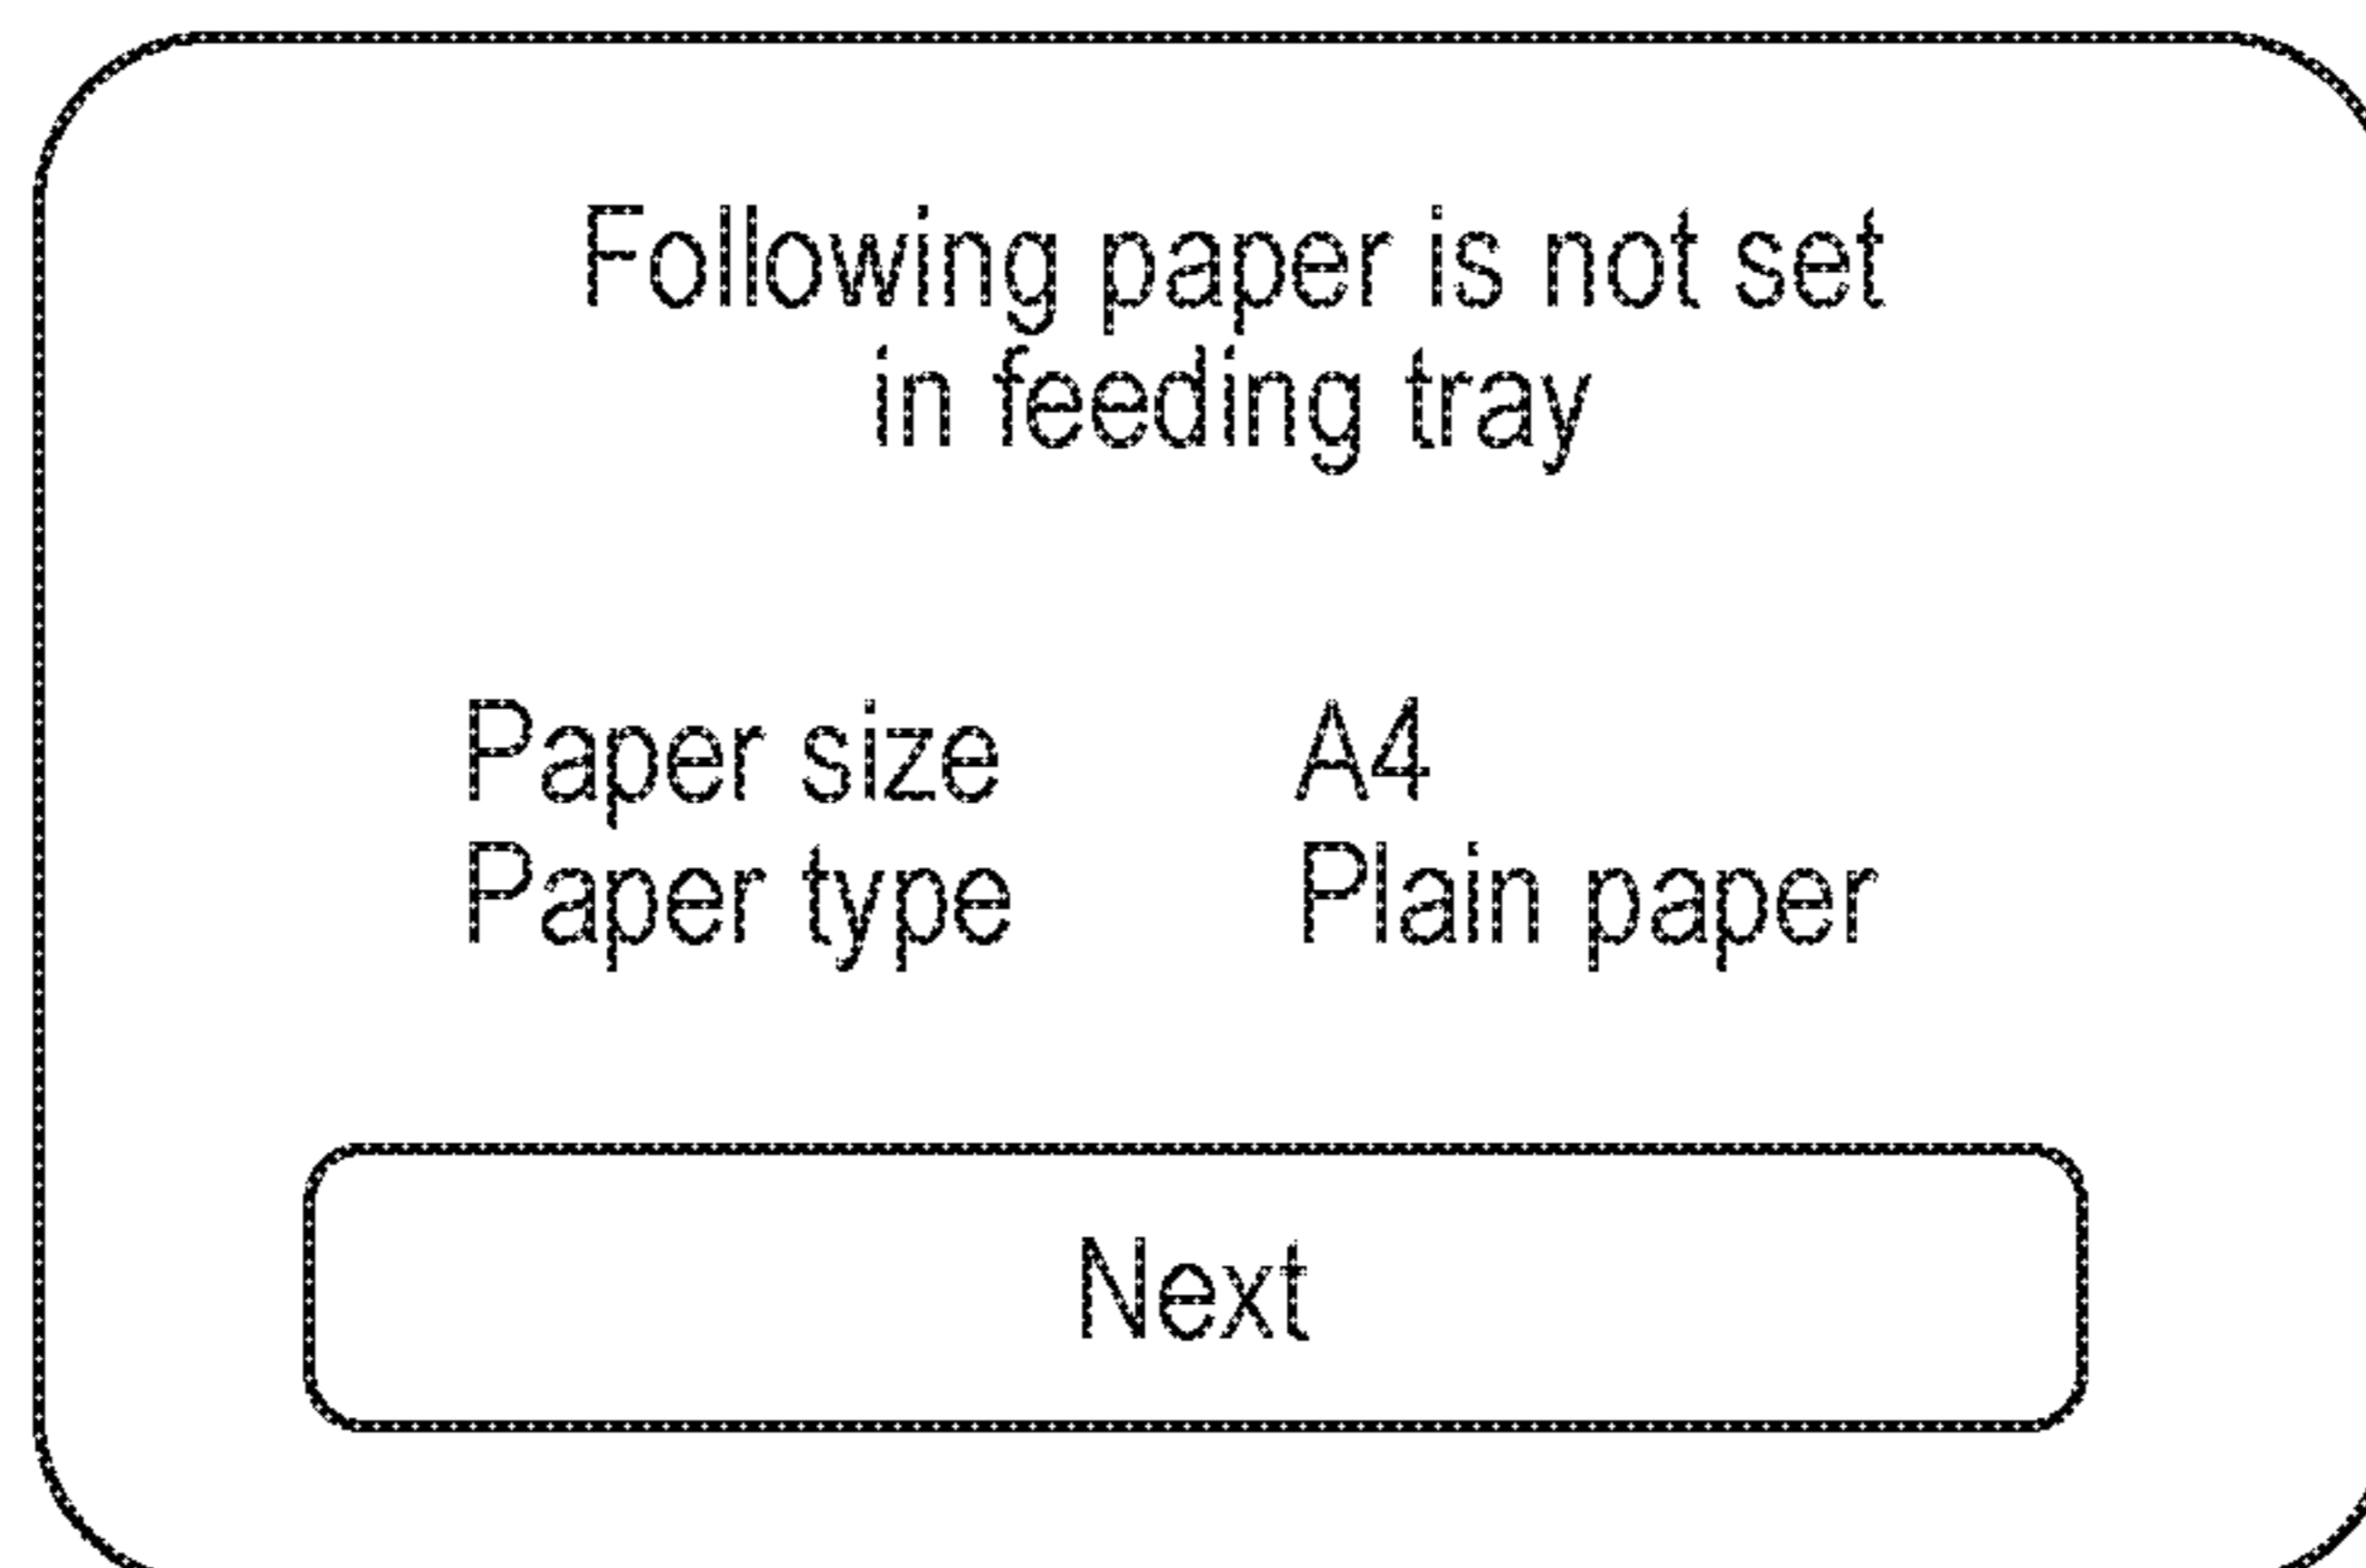 Following paper is not set
in feeding tray
Paper size A4
Paper type Plain paper
Next